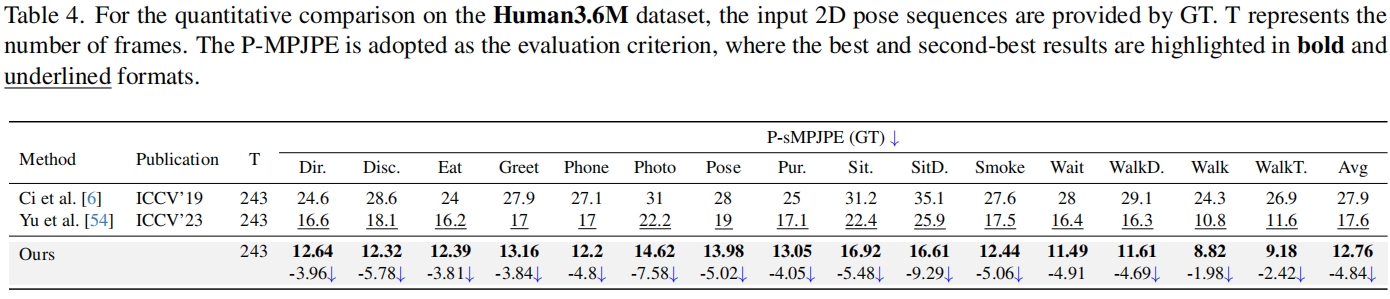 Table 4. For the quantitative comparison on the Human3.6M dataset, the input 2D pose sequences are provided by GT. T represents the
number of frames. The P-MPJPE is adopted as the evaluation criterion, where the best and second-best results are highlighted in bold and
underlined formats.
P-sMPJPE (GT) ↓
Method Publication T Dir. Disc. Eat Greet Phone Photo Pose Pur. Sit. SitD. Smoke Wait WalkD. Walk WalkT. Avg
Ci et al. [6] ICCV'19 243 24.6 28.6 24 27.9 27.1 31 28 25 31.2 35.1 27.6 28 29.1 24.3 26.9 27.9
Yu et al. [54] ICCV'23 243 16.6 18.1 16.2 17 17 22.2 19 17.1 22.4 25.9 17.5 16.4 16.3 10.8 11.6 17.6
Ours 243 12.64 12.32 12.39 13.16 12.2 14.62 13.98 13.05 16.92 16.61 12.44 11.49 11.61 8.82 9.18 12.76
-3.96↓ -5.78↓ -3.81↓ -3.84↓ -4.8↓ -7.58↓ -5.02↓ -4.05↓ -5.48↓ -9.29↓ -5.06↓ -4.91 -4.69↓ -1.98↓ -2.42↓ -4.84↓